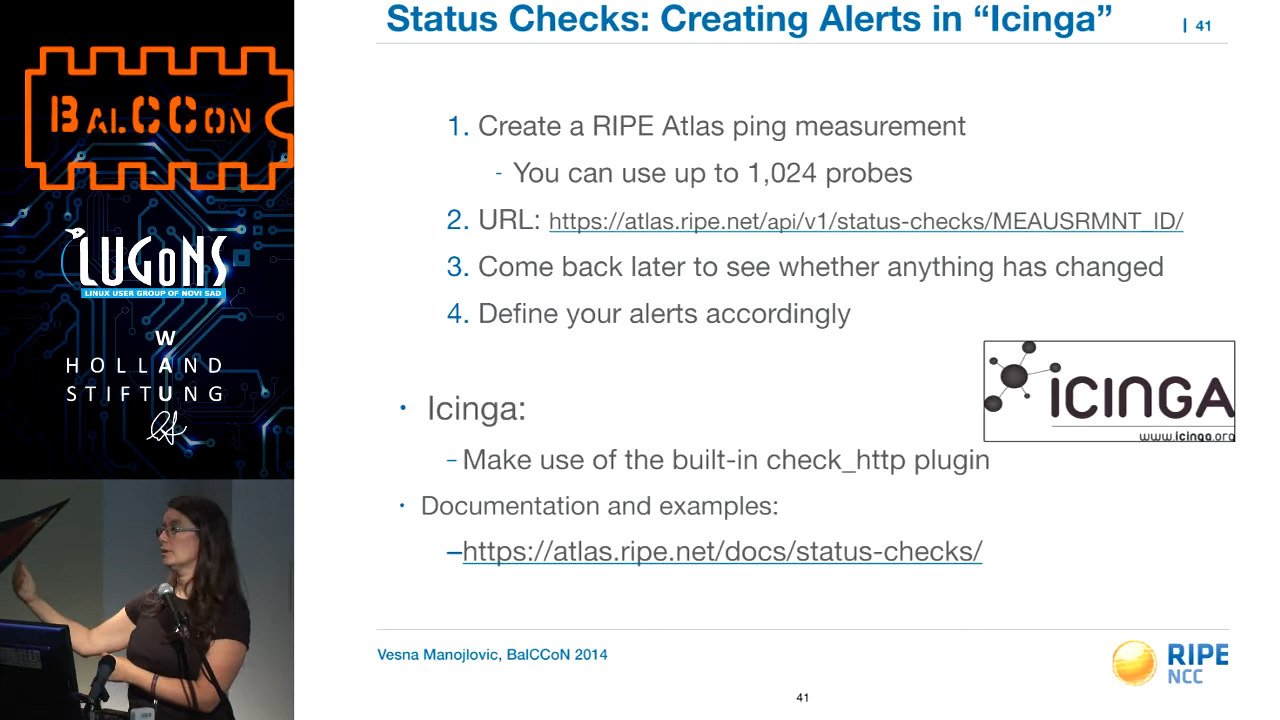 Status Checks: Creating Alerts in “Icinga”
| 41
BALCCON
LUGONS
LINUX USER GROUP OF NOVI SAD
W
HOLLAND
A
STIFTUNG
1. Create a RIPE Atlas ping measurement
- You can use up to 1,024 probes
2. URL: https://atlas.ripe.net/api/v1/status-checks/MEAUSRMNT_ID/
3. Come back later to see whether anything has changed
4. Define your alerts accordingly
ICINGA
www.icinga.org
· Icinga:
– Make use of the built-in check_http plugin
· Documentation and examples:
–https://atlas.ripe.net/docs/status-checks/
Vesna Manojlovic, BalCCoN 2014
RIPE
NCC
41